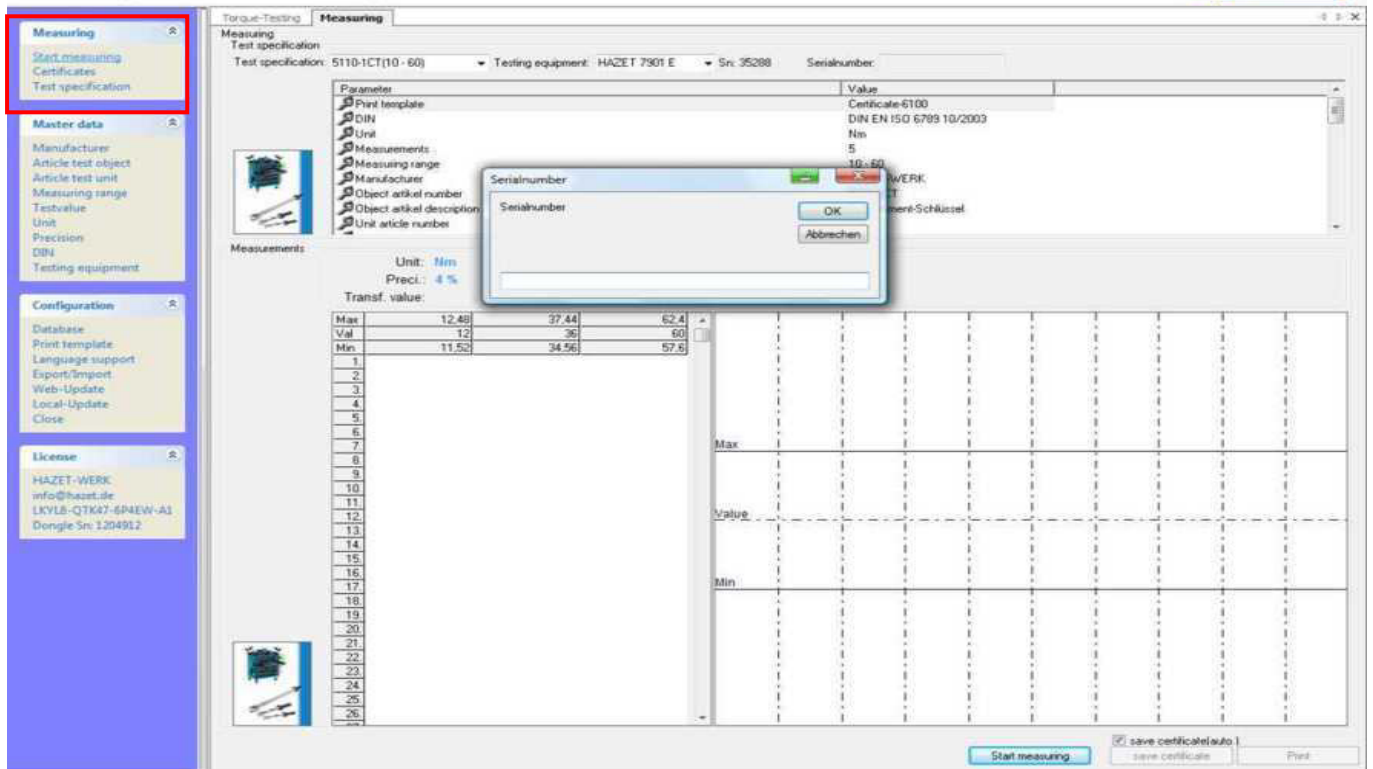 Measuring
Start measuring
Certificates
Test specification
Master data
Manufacturer
Article test object
Article test unit
Measuring range
Testvalue
Unit
Precision
DIN
Testing equipment
Configuration
Database
Print template
Language support
Export/Import
Web-Update
Local-Update
Close
License
HAZET-WERK
info@hazet.de
LKYL8-QTK47-6P4EW-A1
Dongle Sn: 1204912
Torque-Testing Measuring
Measuring
Test specification
Test specification: 5110-1CT(10 - 60) Testing equipment: HAZET 7901 E Sn: 35288 Serialnumber:
Parameter Value
Print template Certificate-6100
DIN DIN EN ISO 6789 10/2003
Unit Nm
Measurements 5
Measuring range 10 - 60
Manufacturer WERK
Object artikel number CT
Object artikel description ment-Schlüssel
Unit article number
Serialnumber
Serialnumber
OK
Abbrechen
Measurements
Unit: Nm
Preci.: 4 %
Transf. value:
Max 12,48 37,44 62,4
Val 12 36 60
Min 11,52 34,56 57,6
1.
2.
3.
4.
5.
6.
7.
8.
9.
10.
11.
12.
13.
14.
15.
16.
17.
18.
19.
20.
21.
22.
23.
24.
25.
26.
Max
Value
Min
save certificate(auto.)
Start measuring save certificate Print